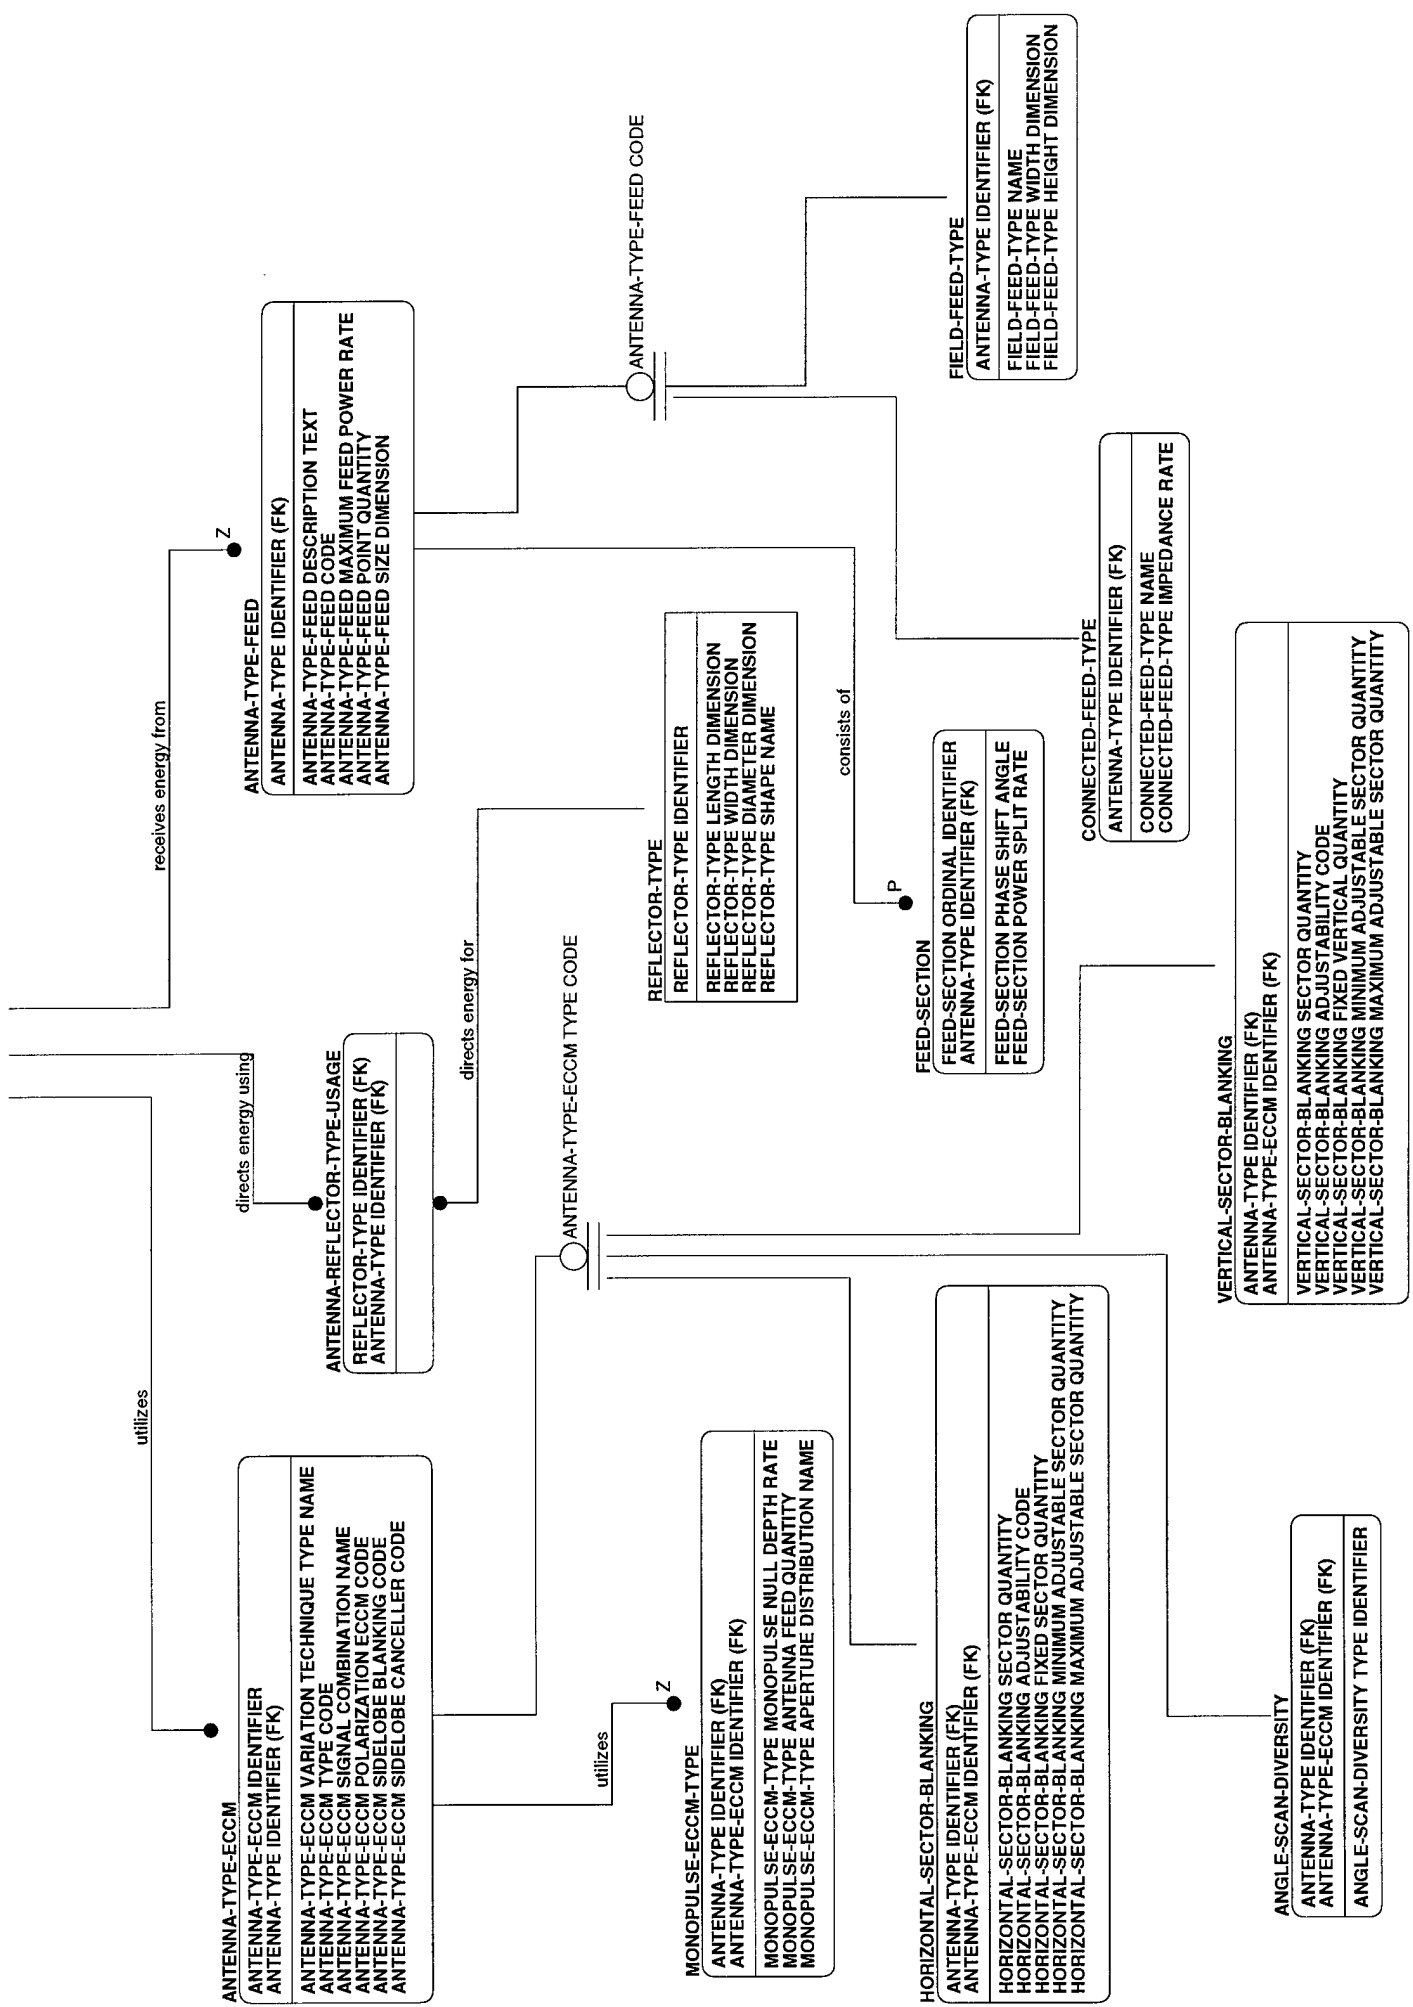 utilizes
directs energy using
receives energy from
ANTENNA-TYPE-ECCM
ANTENNA-TYPE-ECCM IDENTIFIER
ANTENNA-TYPE IDENTIFIER (FK)
ANTENNA-TYPE-ECCM VARIATION TECHNIQUE TYPE NAME
ANTENNA-TYPE-ECCM TYPE CODE
ANTENNA-TYPE-ECCM SIGNAL COMBINATION NAME
ANTENNA-TYPE-ECCM POLARIZATION ECCM CODE
ANTENNA-TYPE-ECCM SIDELOBE BLANKING CODE
ANTENNA-TYPE-ECCM SIDELOBE CANCELLER CODE
ANTENNA-REFLECTOR-TYPE-USAGE
REFLECTOR-TYPE IDENTIFIER (FK)
ANTENNA-TYPE IDENTIFIER (FK)
Z
ANTENNA-TYPE-FEED
ANTENNA-TYPE IDENTIFIER (FK)
ANTENNA-TYPE-FEED DESCRIPTION TEXT
ANTENNA-TYPE-FEED CODE
ANTENNA-TYPE-FEED MAXIMUM FEED POWER RATE
ANTENNA-TYPE-FEED POINT QUANTITY
ANTENNA-TYPE-FEED SIZE DIMENSION
directs energy for
utilizes
Z
ANTENNA-TYPE-ECCM TYPE CODE
ANTENNA-TYPE-FEED CODE
MONOPULSE-ECCM-TYPE
ANTENNA-TYPE IDENTIFIER (FK)
ANTENNA-TYPE-ECCM IDENTIFIER (FK)
MONOPULSE-ECCM-TYPE MONOPULSE NULL DEPTH RATE
MONOPULSE-ECCM-TYPE ANTENNA FEED QUANTITY
MONOPULSE-ECCM-TYPE APERTURE DISTRIBUTION NAME
REFLECTOR-TYPE
REFLECTOR-TYPE IDENTIFIER
REFLECTOR-TYPE LENGTH DIMENSION
REFLECTOR-TYPE WIDTH DIMENSION
REFLECTOR-TYPE DIAMETER DIMENSION
REFLECTOR-TYPE SHAPE NAME
consists of
P
HORIZONTAL-SECTOR-BLANKING
ANTENNA-TYPE IDENTIFIER (FK)
ANTENNA-TYPE-ECCM IDENTIFIER (FK)
HORIZONTAL-SECTOR-BLANKING SECTOR QUANTITY
HORIZONTAL-SECTOR-BLANKING ADJUSTABILITY CODE
HORIZONTAL-SECTOR-BLANKING FIXED SECTOR QUANTITY
HORIZONTAL-SECTOR-BLANKING MINIMUM ADJUSTABLE SECTOR QUANTITY
HORIZONTAL-SECTOR-BLANKING MAXIMUM ADJUSTABLE SECTOR QUANTITY
FEED-SECTION
FEED-SECTION ORDINAL IDENTIFIER
ANTENNA-TYPE IDENTIFIER (FK)
FEED-SECTION PHASE SHIFT ANGLE
FEED-SECTION POWER SPLIT RATE
FIELD-FEED-TYPE
ANTENNA-TYPE IDENTIFIER (FK)
FIELD-FEED-TYPE NAME
FIELD-FEED-TYPE WIDTH DIMENSION
FIELD-FEED-TYPE HEIGHT DIMENSION
CONNECTED-FEED-TYPE
ANTENNA-TYPE IDENTIFIER (FK)
CONNECTED-FEED-TYPE NAME
CONNECTED-FEED-TYPE IMPEDANCE RATE
ANGLE-SCAN-DIVERSITY
ANTENNA-TYPE IDENTIFIER (FK)
ANTENNA-TYPE-ECCM IDENTIFIER (FK)
ANGLE-SCAN-DIVERSITY TYPE IDENTIFIER
VERTICAL-SECTOR-BLANKING
ANTENNA-TYPE IDENTIFIER (FK)
ANTENNA-TYPE-ECCM IDENTIFIER (FK)
VERTICAL-SECTOR-BLANKING SECTOR QUANTITY
VERTICAL-SECTOR-BLANKING ADJUSTABILITY CODE
VERTICAL-SECTOR-BLANKING FIXED VERTICAL QUANTITY
VERTICAL-SECTOR-BLANKING MINIMUM ADJUSTABLE SECTOR QUANTITY
VERTICAL-SECTOR-BLANKING MAXIMUM ADJUSTABLE SECTOR QUANTITY